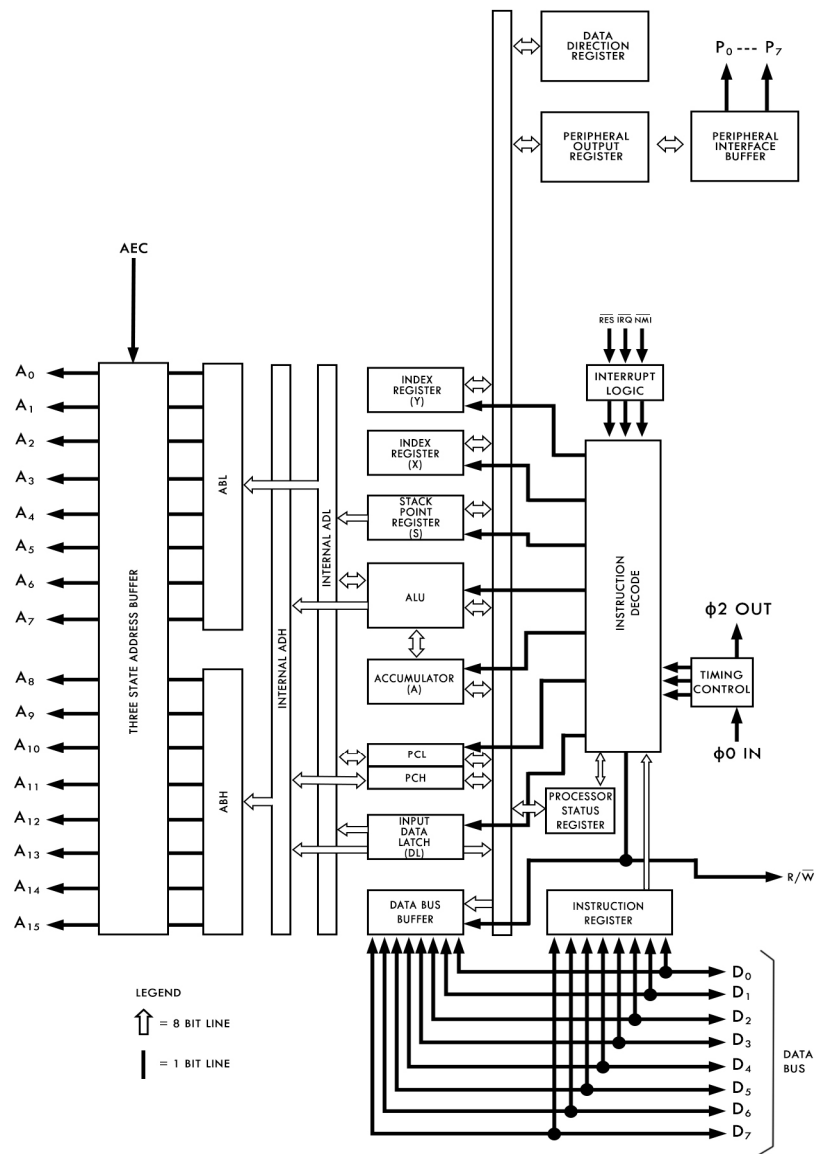 DATA
DIRECTION
REGISTER
P₀ --- P₇
PERIPHERAL
OUTPUT
REGISTER
PERIPHERAL
INTERFACE
BUFFER
AEC
R̅E̅S̅ I̅R̅Q̅ N̅M̅I̅
INTERRUPT
LOGIC
A₀
A₁
A₂
A₃
A₄
A₅
A₆
A₇
A₈
A₉
A₁₀
A₁₁
A₁₂
A₁₃
A₁₄
A₁₅
THREE STATE ADDRESS BUFFER
ABL
ABH
INTERNAL ADH
INTERNAL ADL
INDEX
REGISTER
(Y)
INDEX
REGISTER
(X)
STACK
POINT
REGISTER
(S)
ALU
ACCUMULATOR
(A)
PCL
PCH
INPUT
DATA
LATCH
(DL)
DATA BUS
BUFFER
INSTRUCTION
DECODE
ϕ2 OUT
TIMING
CONTROL
ϕ0 IN
PROCESSOR
STATUS
REGISTER
R/W̅
INSTRUCTION
REGISTER
D₀
D₁
D₂
D₃
D₄
D₅
D₆
D₇
DATA
BUS
LEGEND
= 8 BIT LINE
= 1 BIT LINE